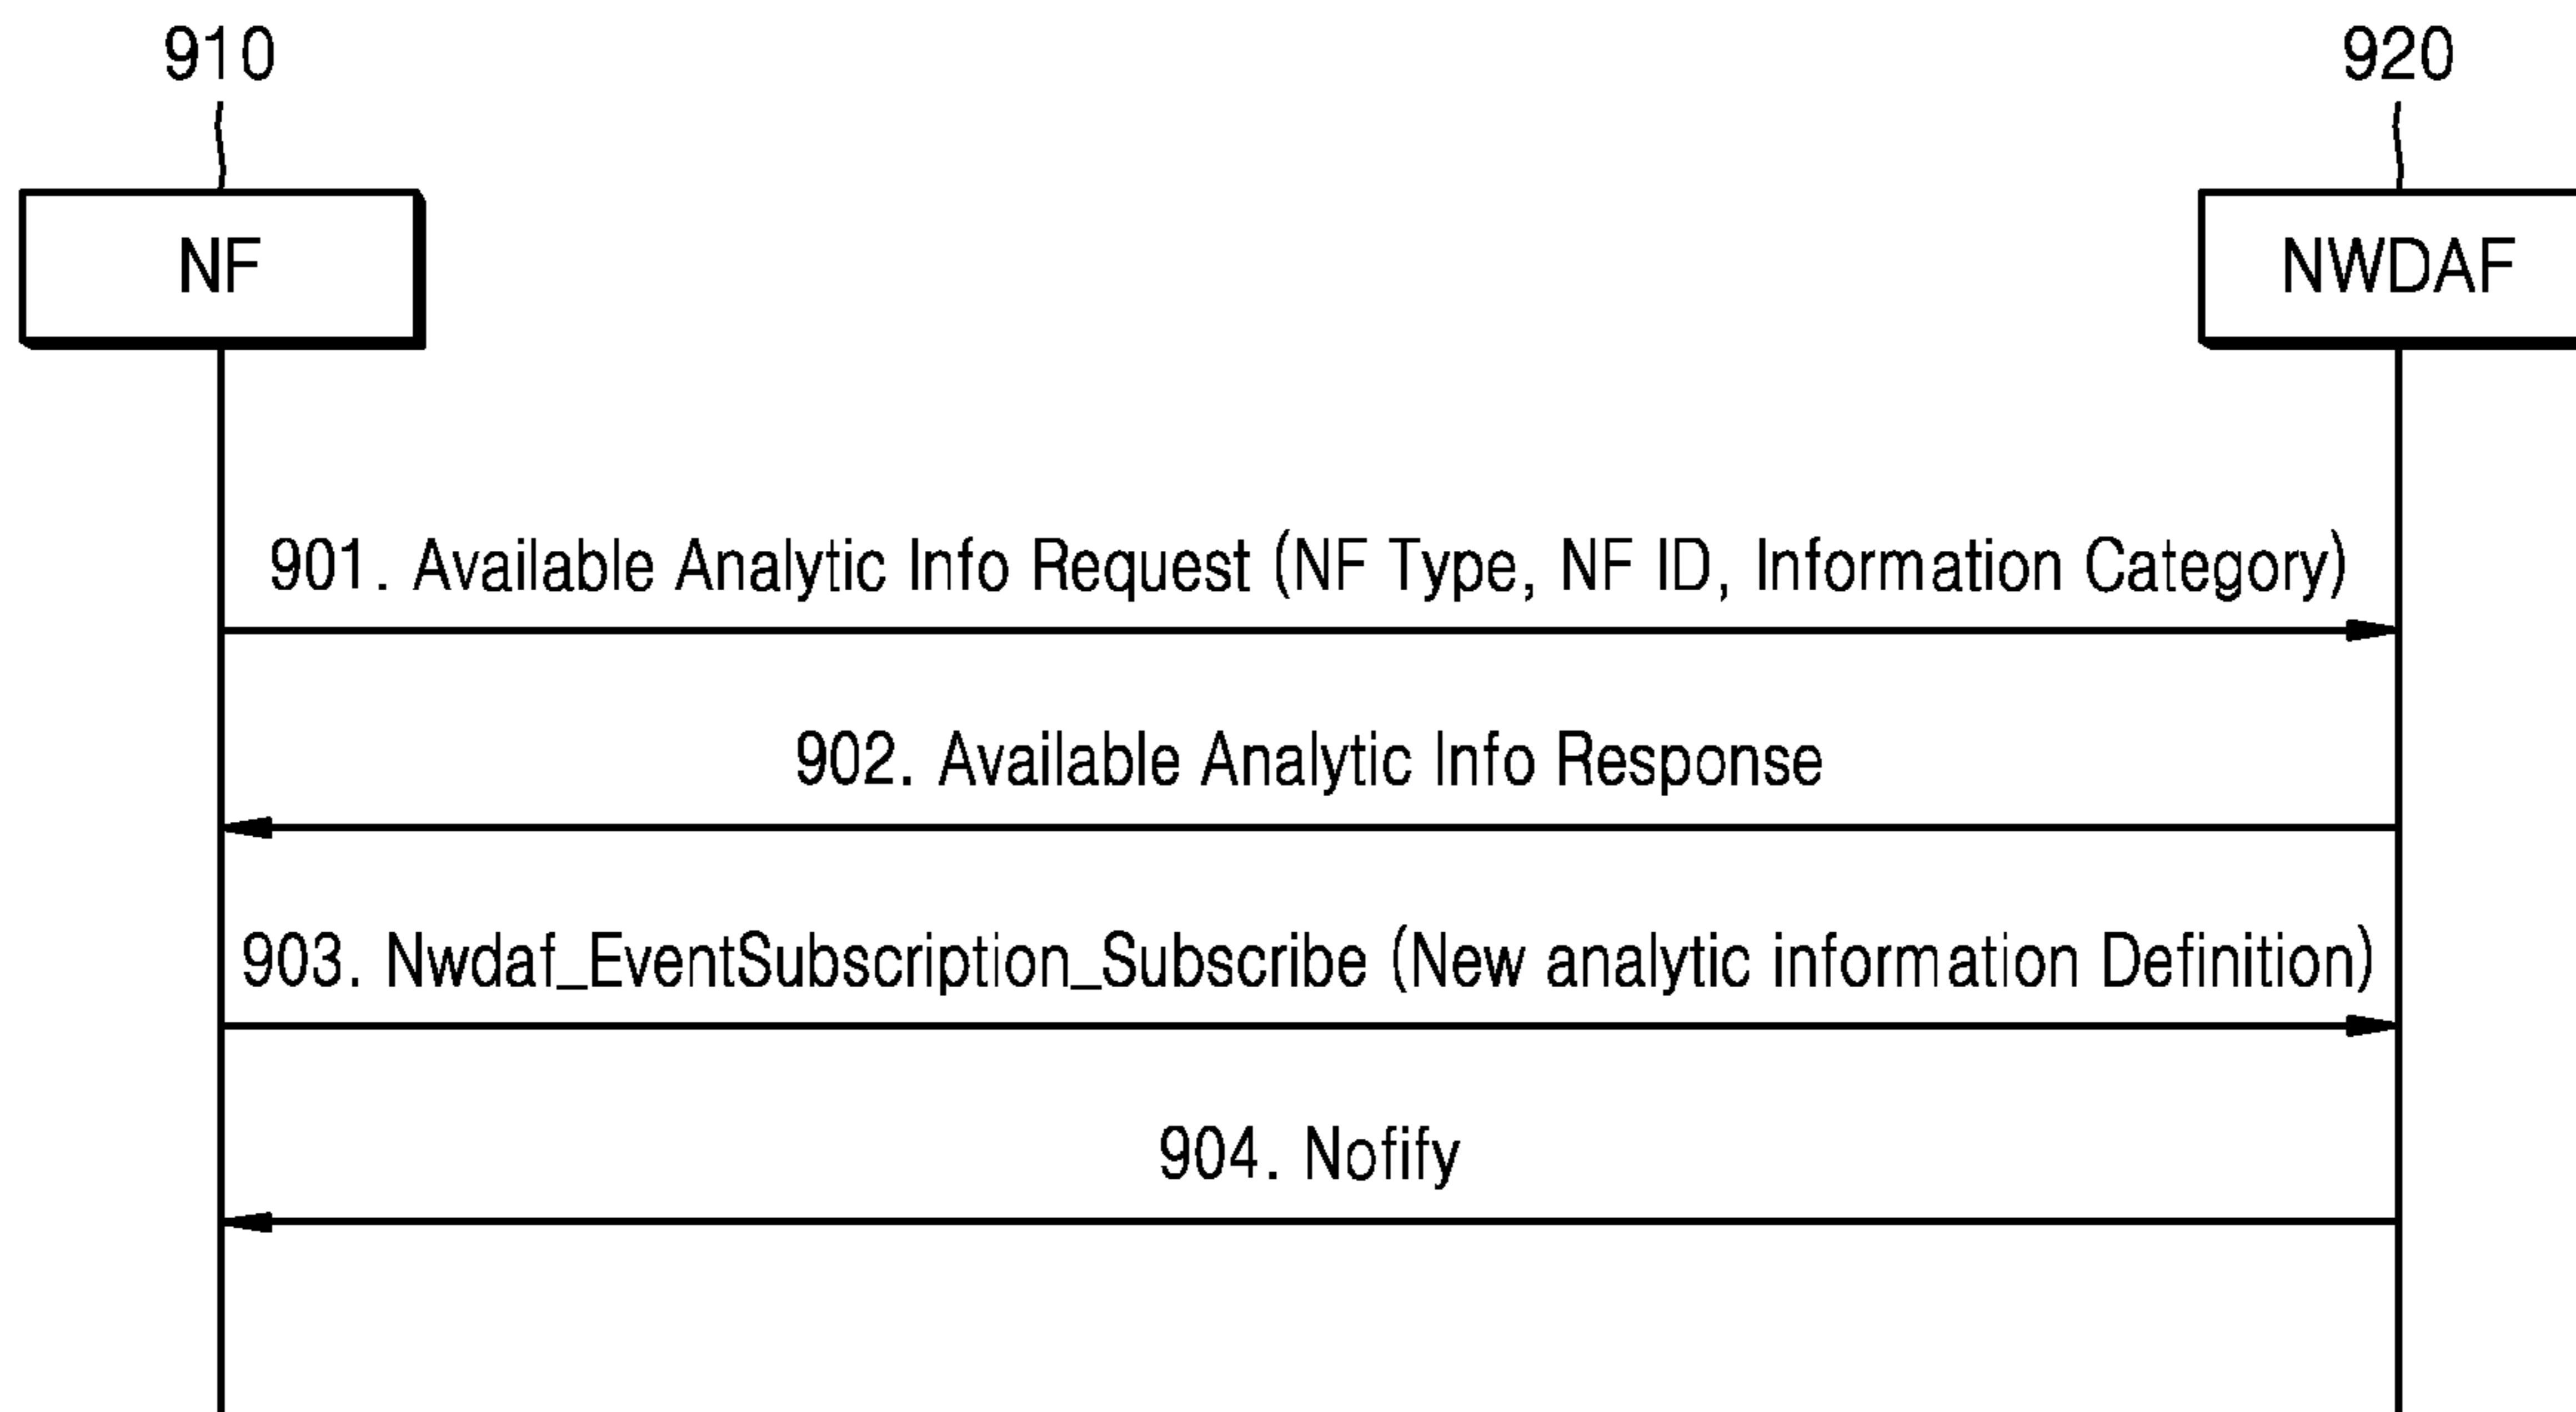 910
920
NF
NWDAF
901. Available Analytic Info Request (NF Type, NF ID, Information Category)
902. Available Analytic Info Response
903. Nwdaf_EventSubscription_Subscribe (New analytic information Definition)
904. Nofify